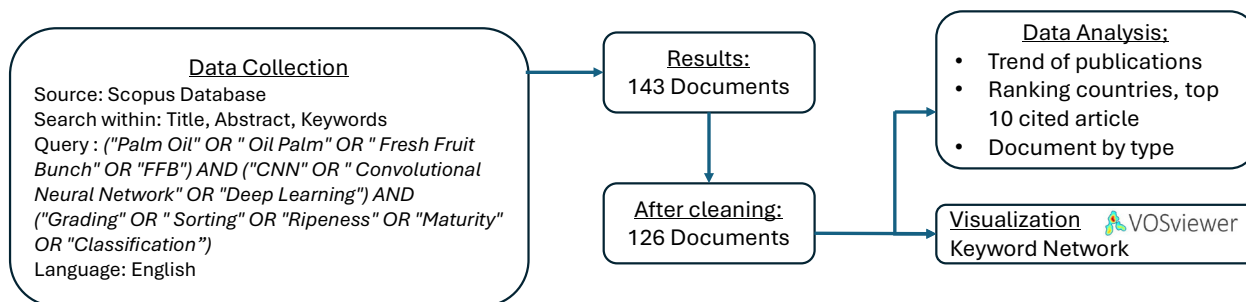 Data Collection
Source: Scopus Database
Search within: Title, Abstract, Keywords
Query : ("Palm Oil" OR " Oil Palm" OR " Fresh Fruit
Bunch" OR "FFB") AND ("CNN" OR " Convolutional
Neural Network" OR "Deep Learning") AND
("Grading" OR " Sorting" OR "Ripeness" OR "Maturity"
OR "Classification”)
Language: English
Results:
143 Documents
After cleaning:
126 Documents
Data Analysis;
• Trend of publications
• Ranking countries, top
10 cited article
• Document by type
Visualization
VOSviewer
Keyword Network